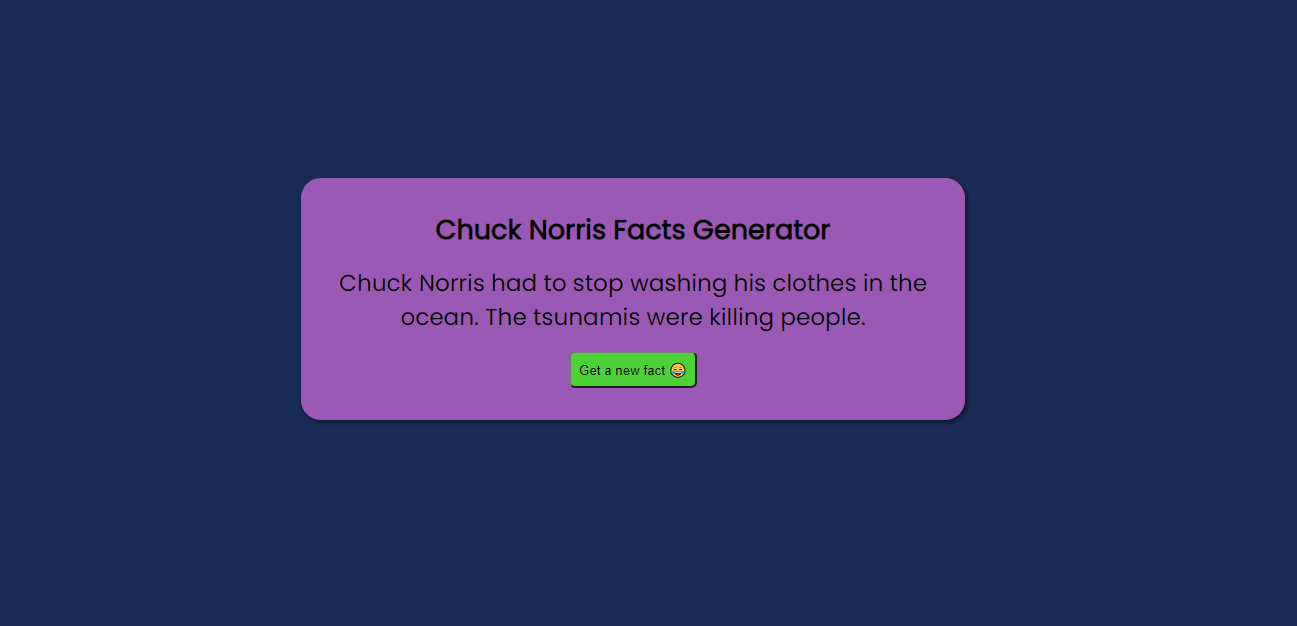 Chuck Norris Facts Generator
Chuck Norris had to stop washing his clothes in the
ocean. The tsunamis were killing people.
Get a new fact 😂